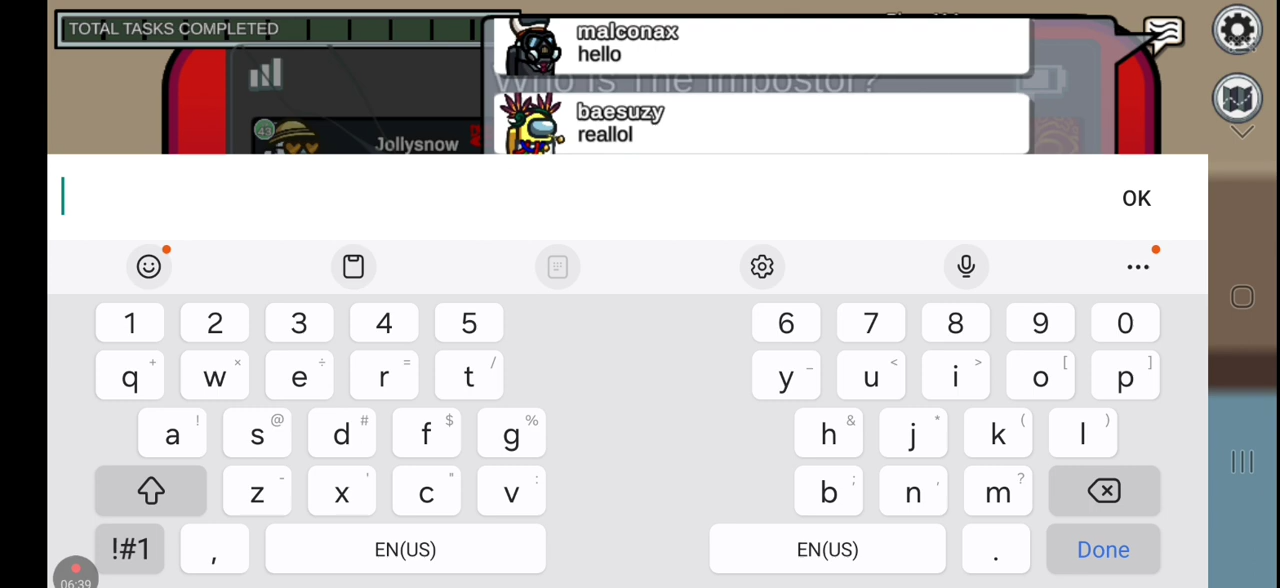 TOTAL TASKS COMPLETED
malconax
hello
Who Is The Impostor?
baesuzy
reallol
43
Jollysnow
OK
1 2 3 4 5 6 7 8 9 0
q + w × e ÷ r = t / y _ u < i > o [ p ]
a ! s @ d # f $ g % h & j * k ( l )
z - x ' c " v : b ; n , m ?
!#1 , EN(US) EN(US) . Done
06:39